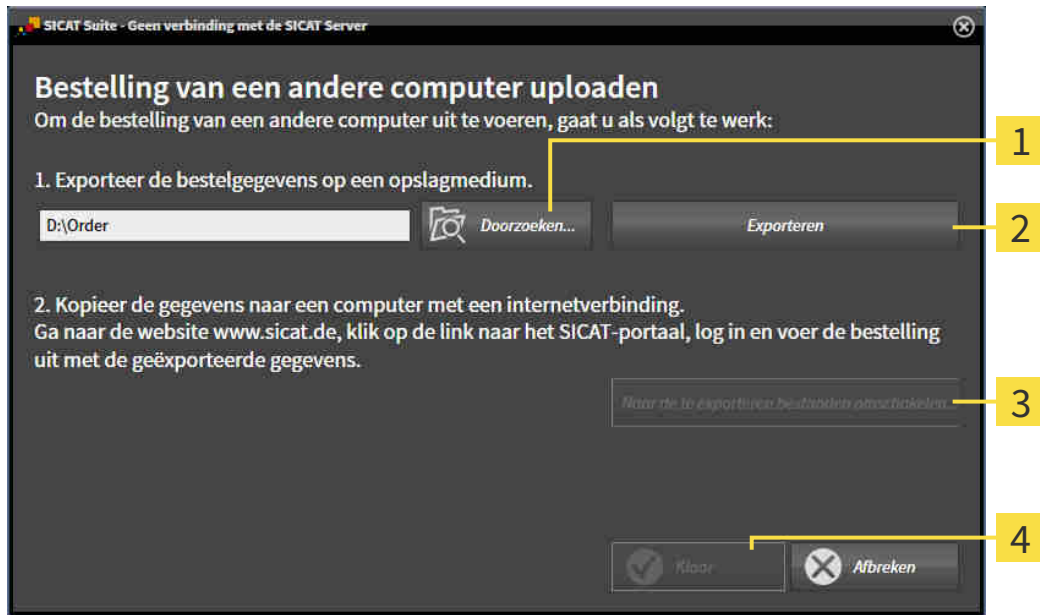 SICAT Suite - Geen verbinding met de SICAT Server
Bestelling van een andere computer uploaden
Om de bestelling van een andere computer uit te voeren, gaat u als volgt te werk:
1
1. Exporteer de bestelgegevens op een opslagmedium.
D:\Order Doorzoeken... Exporteren 2
2. Kopieer de gegevens naar een computer met een internetverbinding.
Ga naar de website www.sicat.de, klik op de link naar het SICAT-portaal, log in en voer de bestelling
uit met de geëxporteerde gegevens.
Naar de te exporteren bestanden omschakelen... 3
Klaar Afbreken 4